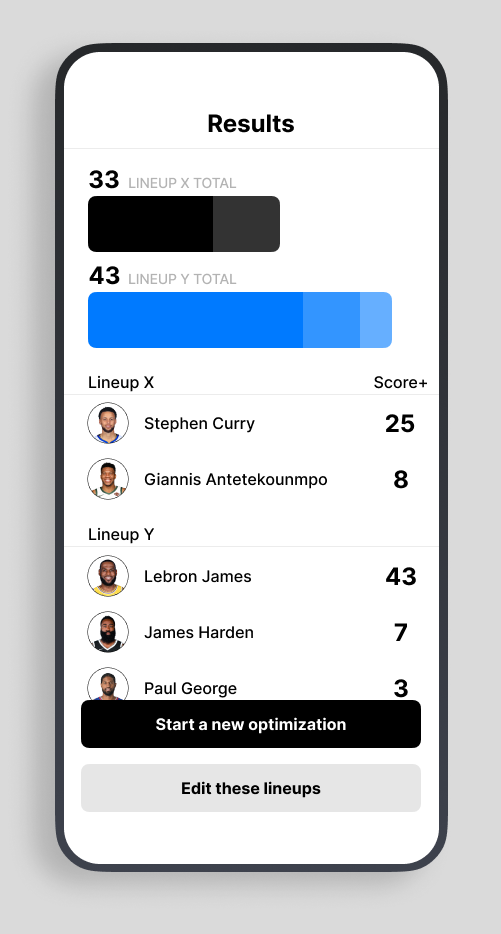 Results
33 LINEUP X TOTAL
43 LINEUP Y TOTAL
Lineup X Score+
Stephen Curry 25
Giannis Antetekounmpo 8
Lineup Y
Lebron James 43
James Harden 7
Paul George 3
Start a new optimization
Edit these lineups